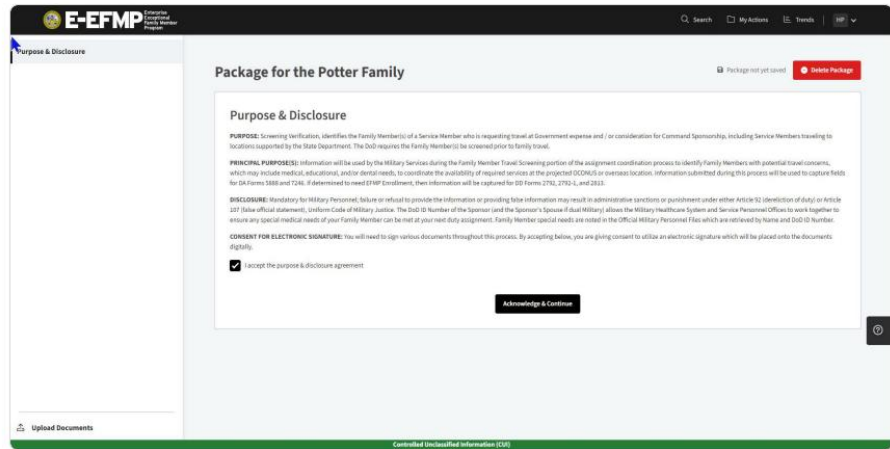 E-EFMP Enterprise
Exceptional
Family Member
Program
Search My Actions Trends HP
Purpose & Disclosure
Package for the Potter Family
Package not yet saved Delete Package
Purpose & Disclosure
PURPOSE: Screening Verification, identifies the Family Member(s) of a Service Member who is requesting travel at Government expense and / or consideration for Command Sponsorship, including Service Members traveling to
locations supported by the State Department. The DoD requires the Family Member(s) be screened prior to family travel.
PRINCIPAL PURPOSE(S): Information will be used by the Military Services during the Family Member Travel Screening portion of the assignment coordination process to identify Family Members with potential travel concerns,
which may include medical, educational, and/or dental needs, to coordinate the availability of required services at the projected OCONUS or overseas location. Information submitted during this process will be used to capture fields
for DA Forms 5888 and 7246. If determined to need EFMP Enrollment, then information will be captured for DD Forms 2792, 2792-1, and 2813.
DISCLOSURE: Mandatory for Military Personnel; failure or refusal to provide the information or providing false information may result in administrative sanctions or punishment under either Article 92 (dereliction of duty) or Article
107 (false official statement), Uniform Code of Military Justice. The DoD ID Number of the Sponsor (and the Sponsor's Spouse if dual Military) allows the Military Healthcare System and Service Personnel Offices to work together to
ensure any special medical needs of your Family Member can be met at your next duty assignment. Family Member special needs are noted in the Official Military Personnel Files which are retrieved by Name and DoD ID Number.
CONSENT FOR ELECTRONIC SIGNATURE: You will need to sign various documents throughout this process. By accepting below, you are giving consent to utilize an electronic signature which will be placed onto the documents
digitally.
I accept the purpose & disclosure agreement
Acknowledge & Continue
Upload Documents
Controlled Unclassified Information (CUI)